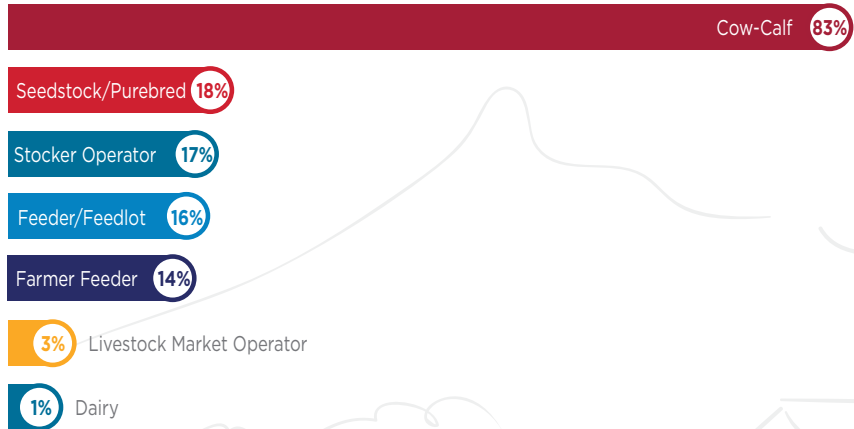 Cow-Calf 83%
Seedstock/Purebred 18%
Stocker Operator 17%
Feeder/Feedlot 16%
Farmer Feeder 14%
3% Livestock Market Operator
1% Dairy